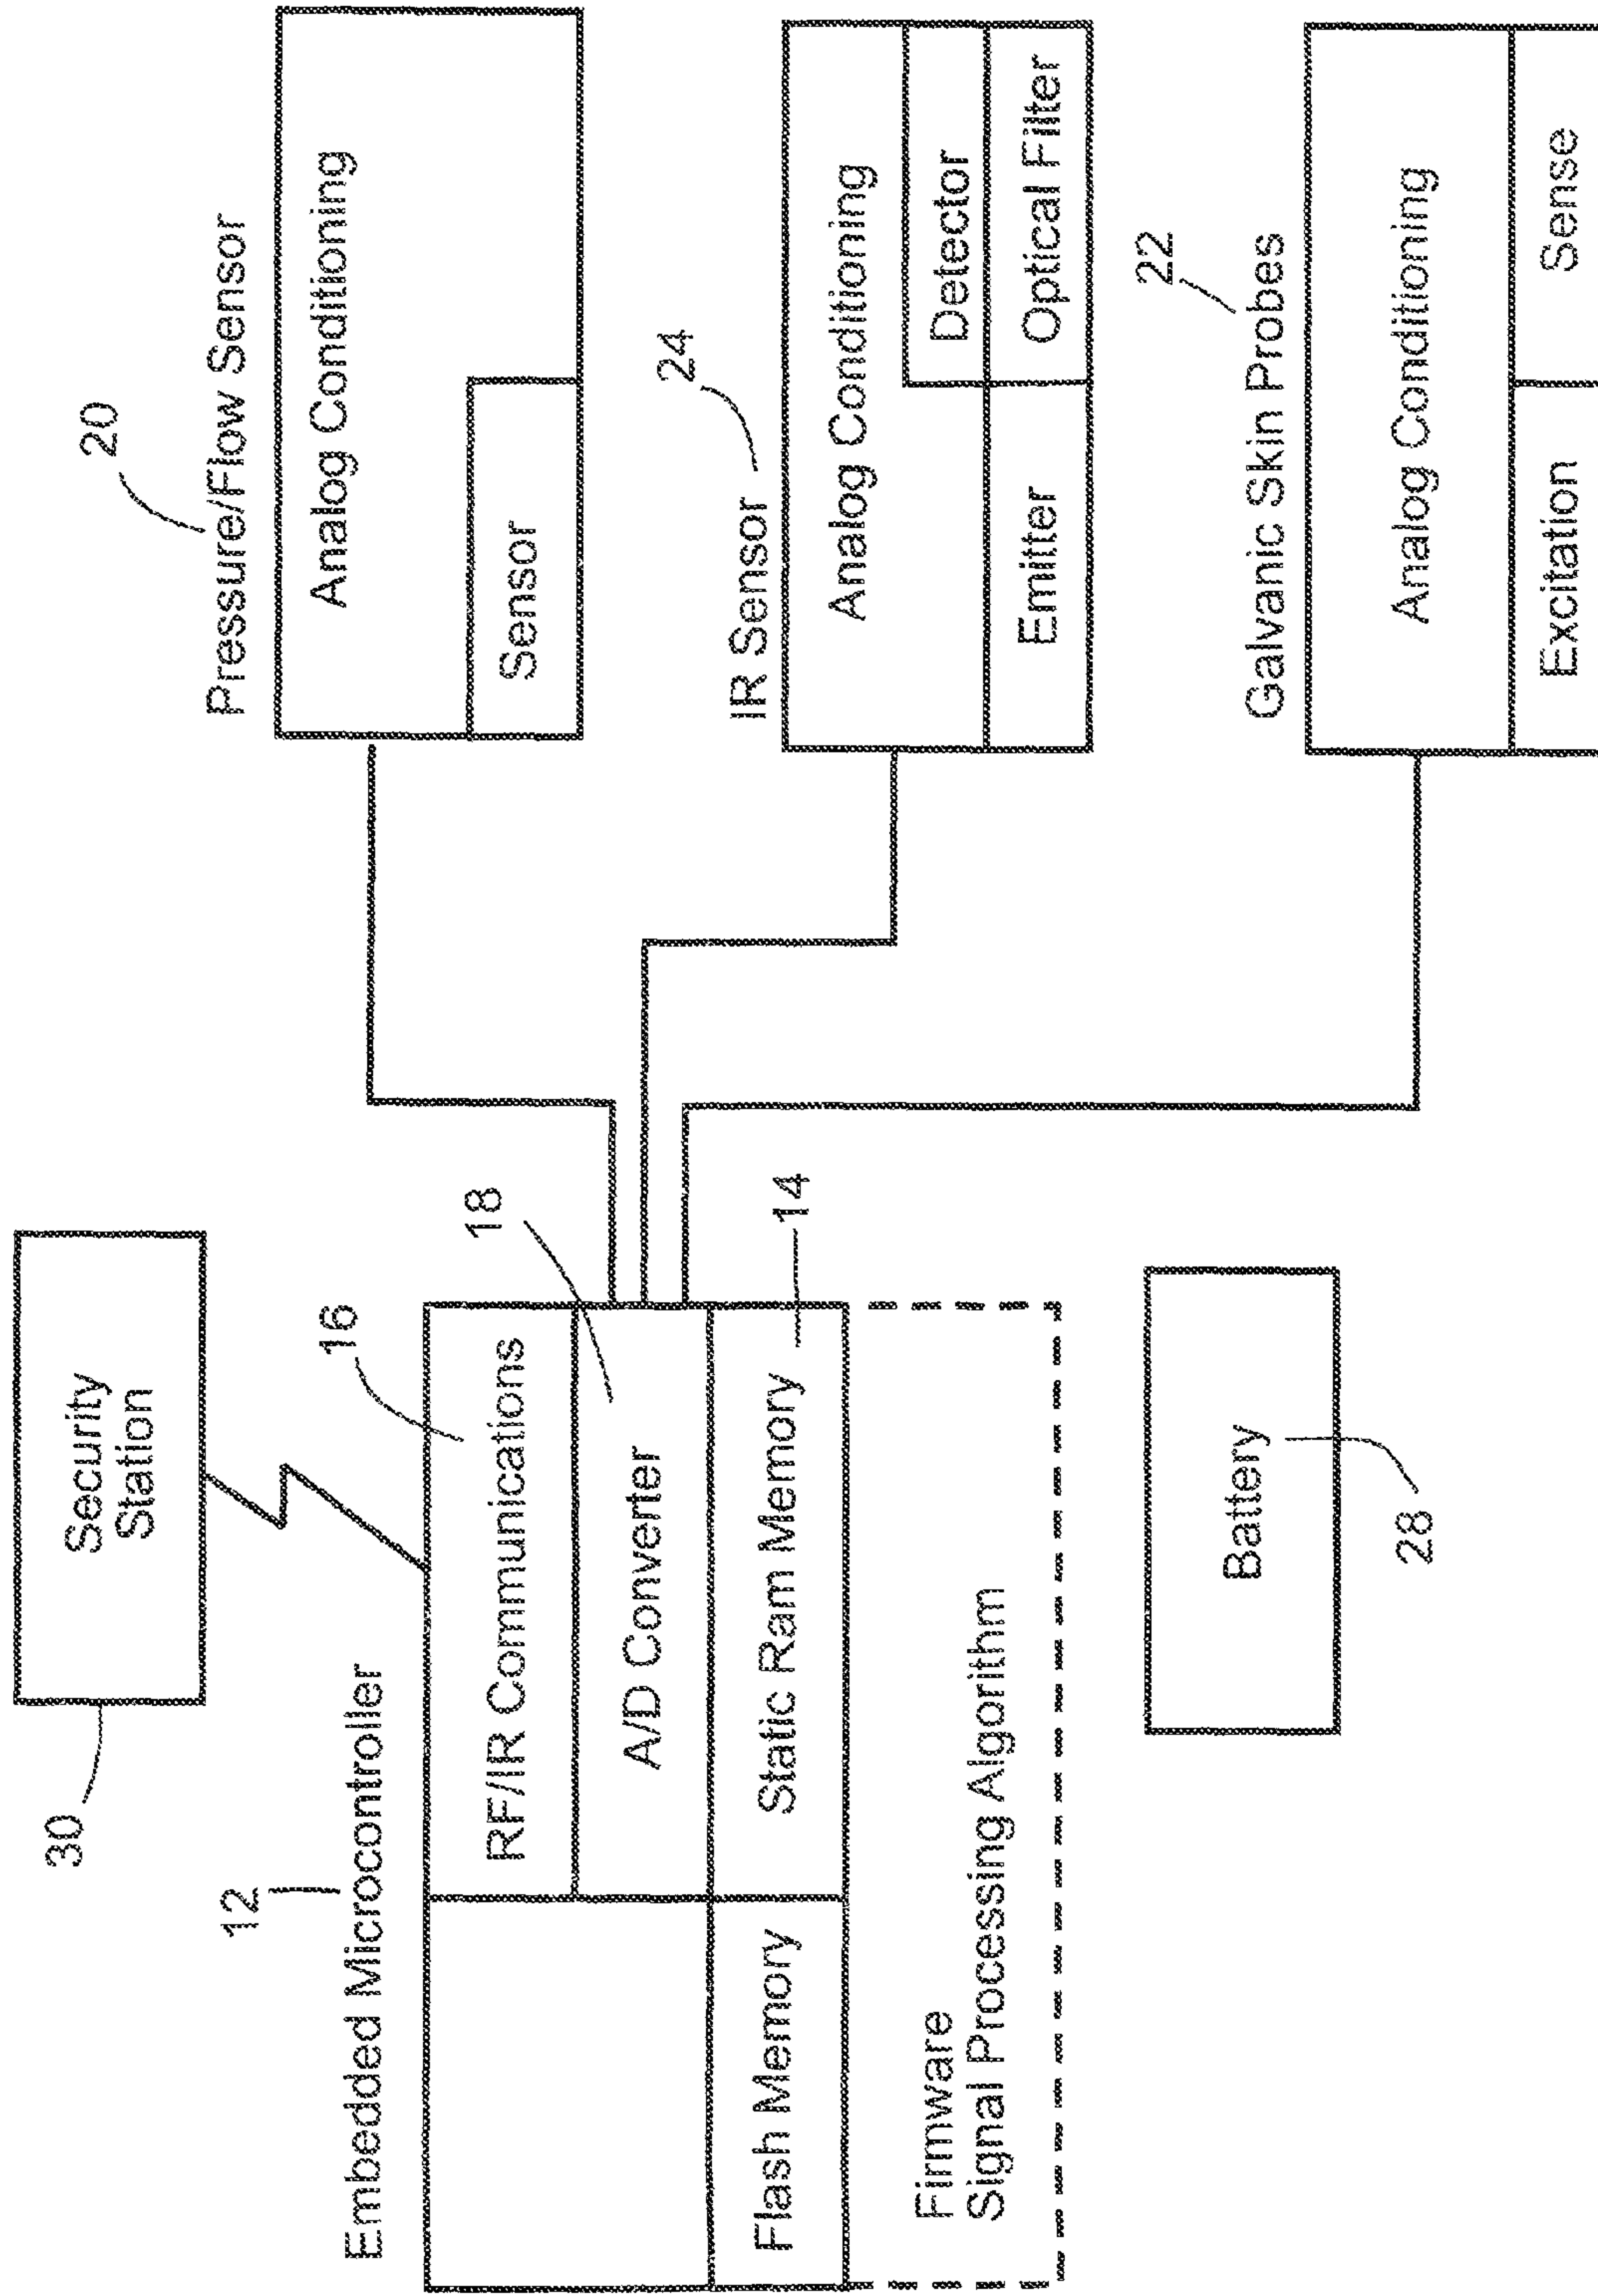 30
Security
Station
12
Embedded Microcontroller
16
RF/IR Communications
18
A/D Converter
Flash Memory
Static Ram Memory
14
Firmware
Signal Processing Algorithm
Battery
28
20
Pressure/Flow Sensor
Analog Conditioning
Sensor
24
IR Sensor
Analog Conditioning
Detector
Emitter
Optical Filter
22
Galvanic Skin Probes
Analog Conditioning
Excitation
Sense